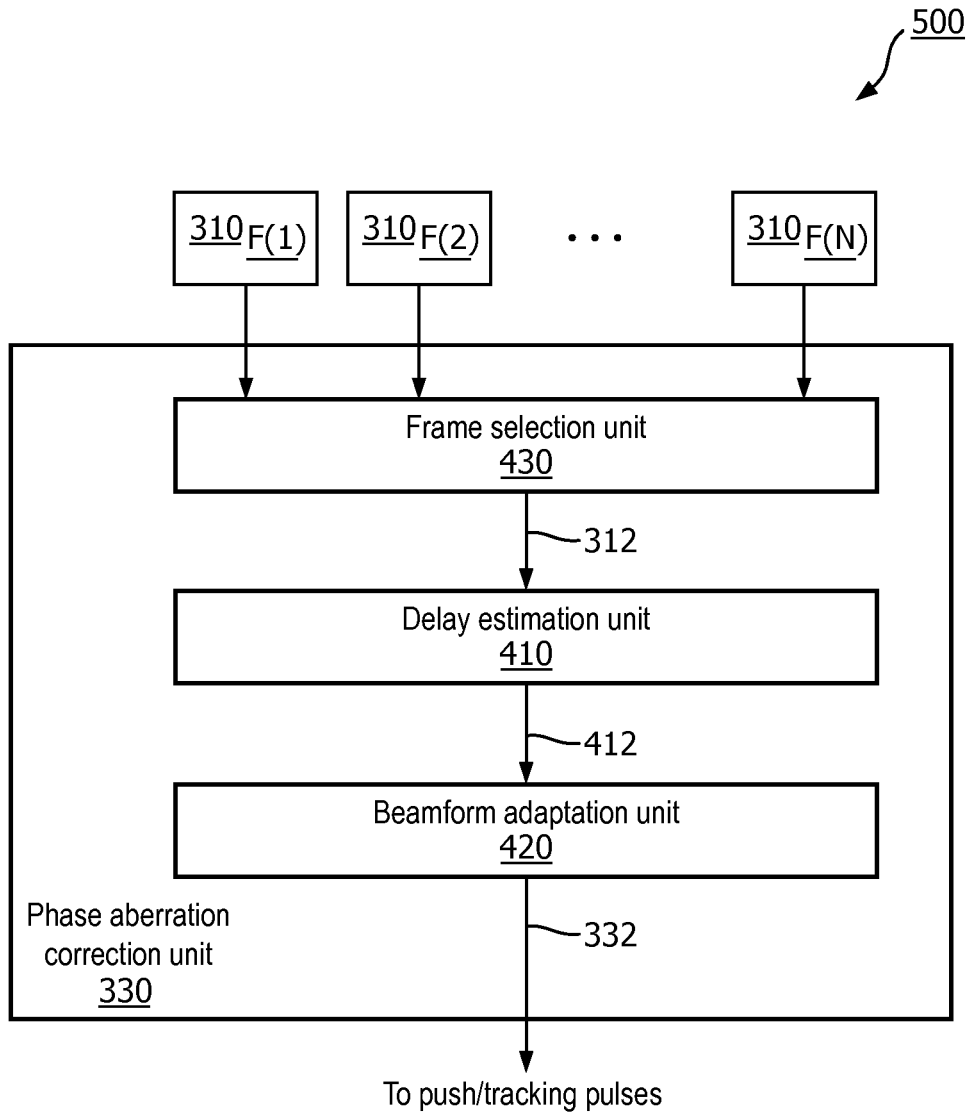 500
310F(1) 310F(2) ... 310F(N)
Frame selection unit
430
312
Delay estimation unit
410
412
Beamform adaptation unit
420
332
Phase aberration
correction unit
330
To push/tracking pulses